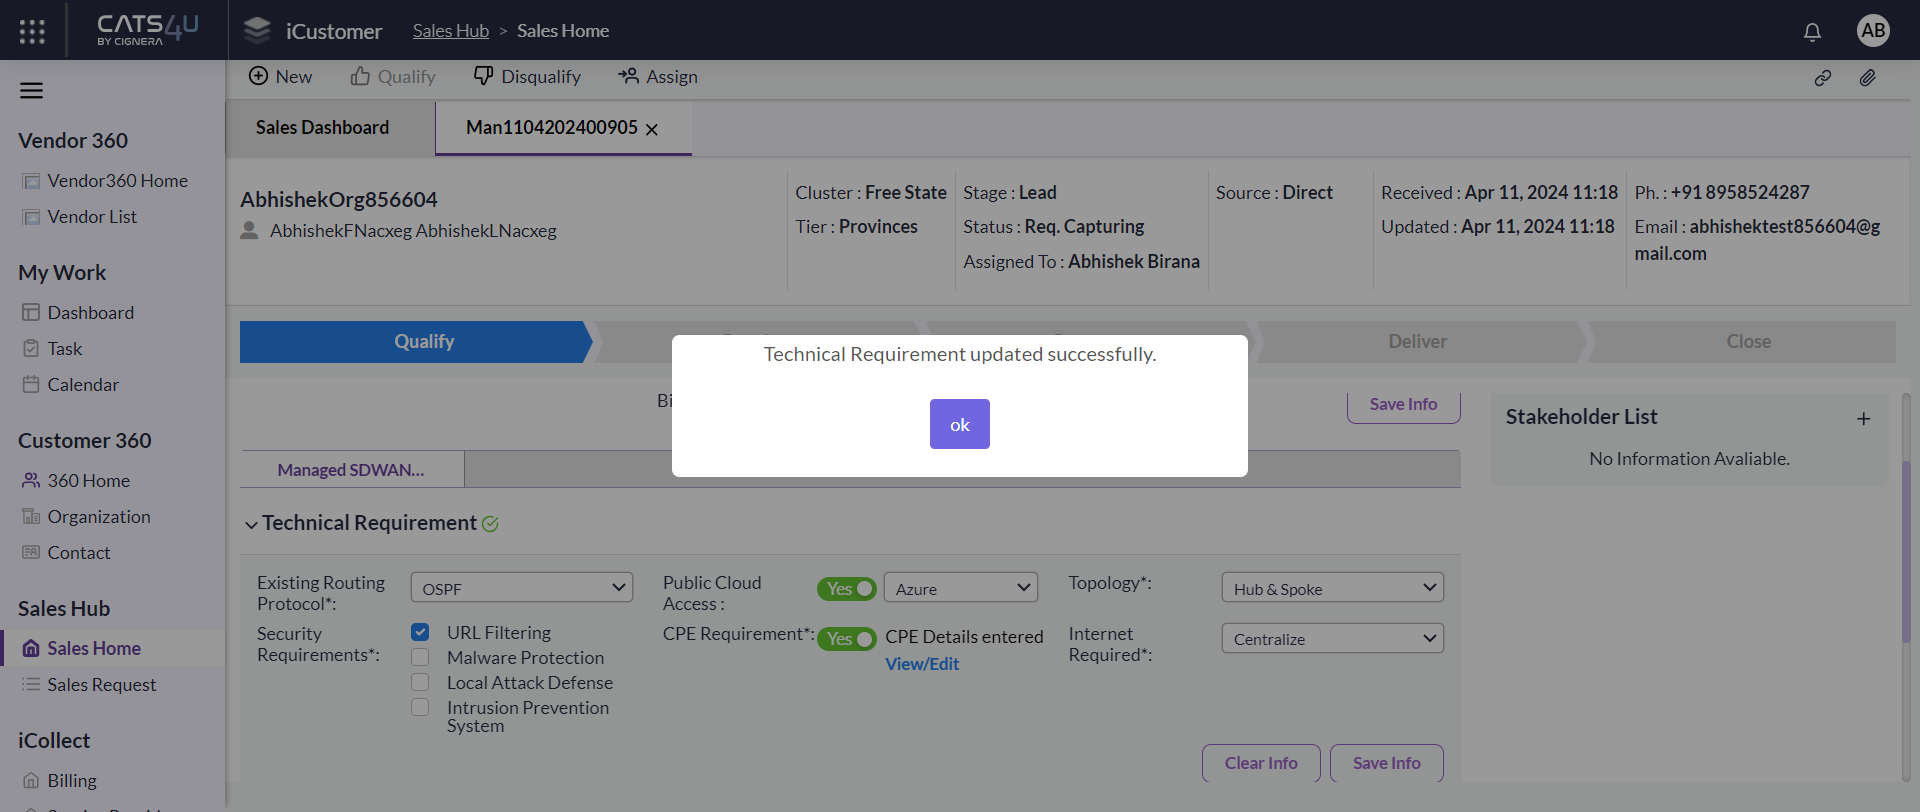 CATS4U
BY CIGNERA
iCustomer
Sales Hub > Sales Home
AB
New
Qualify
Disqualify
Assign
Sales Dashboard
Man1104202400905
Vendor 360
Vendor360 Home
Vendor List
My Work
Dashboard
Task
Calendar
Customer 360
360 Home
Organization
Contact
Sales Hub
Sales Home
Sales Request
iCollect
Billing
AbhishekOrg856604
AbhishekFNacxeg AbhishekLNacxeg
Cluster : Free State
Tier : Provinces
Stage : Lead
Status : Req. Capturing
Assigned To : Abhishek Birana
Source : Direct
Received : Apr 11, 2024 11:18
Updated : Apr 11, 2024 11:18
Ph. : +91 8958524287
Email : abhishektest856604@g
mail.com
Qualify
Deliver
Close
Technical Requirement updated successfully.
ok
Bi
Save Info
Stakeholder List
No Information Avaliable.
Managed SDWAN...
Technical Requirement
Existing Routing
Protocol*:
OSPF
Public Cloud
Access :
Yes
Azure
Topology*:
Hub & Spoke
Security
Requirements*:
URL Filtering
Malware Protection
Local Attack Defense
Intrusion Prevention
System
CPE Requirement*:
Yes
CPE Details entered
View/Edit
Internet
Required*:
Centralize
Clear Info
Save Info